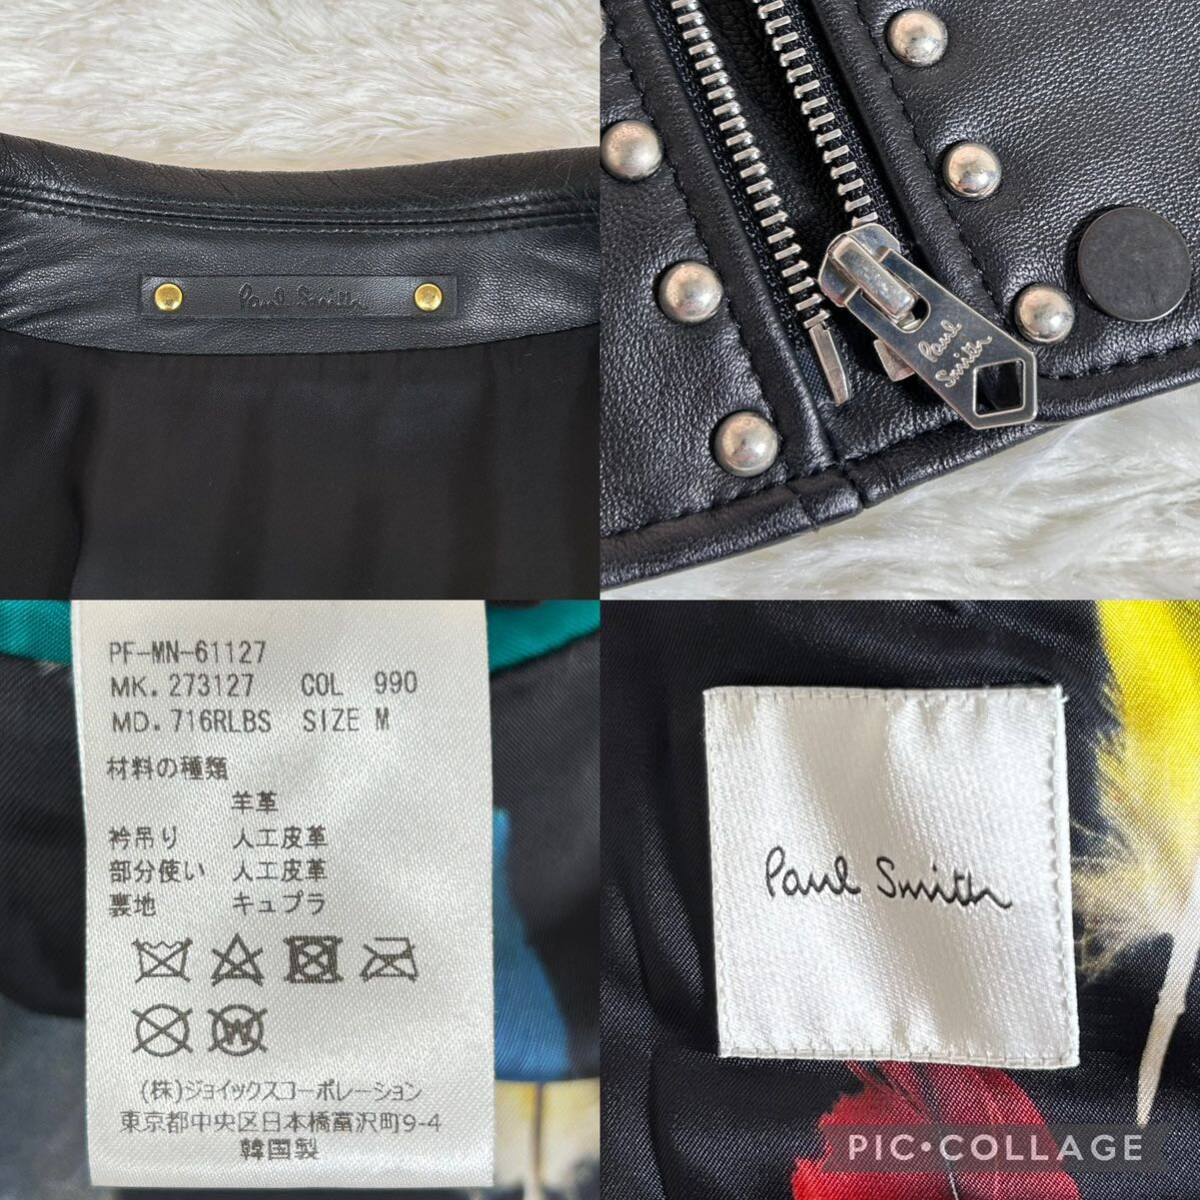 Paul Smith
Paul
Smith
PF-MN-61127
MK. 273127 COL 990
MD. 716RLBS SIZE M
材料の種類
羊革
衿吊り 人工皮革
部分使い 人工皮革
裏地 キュプラ
W
(株)ジョイックスコーポレーション
東京都中央区日本橋富沢町9-4
韓国製
Paul Smith
PIC•COLLAGE